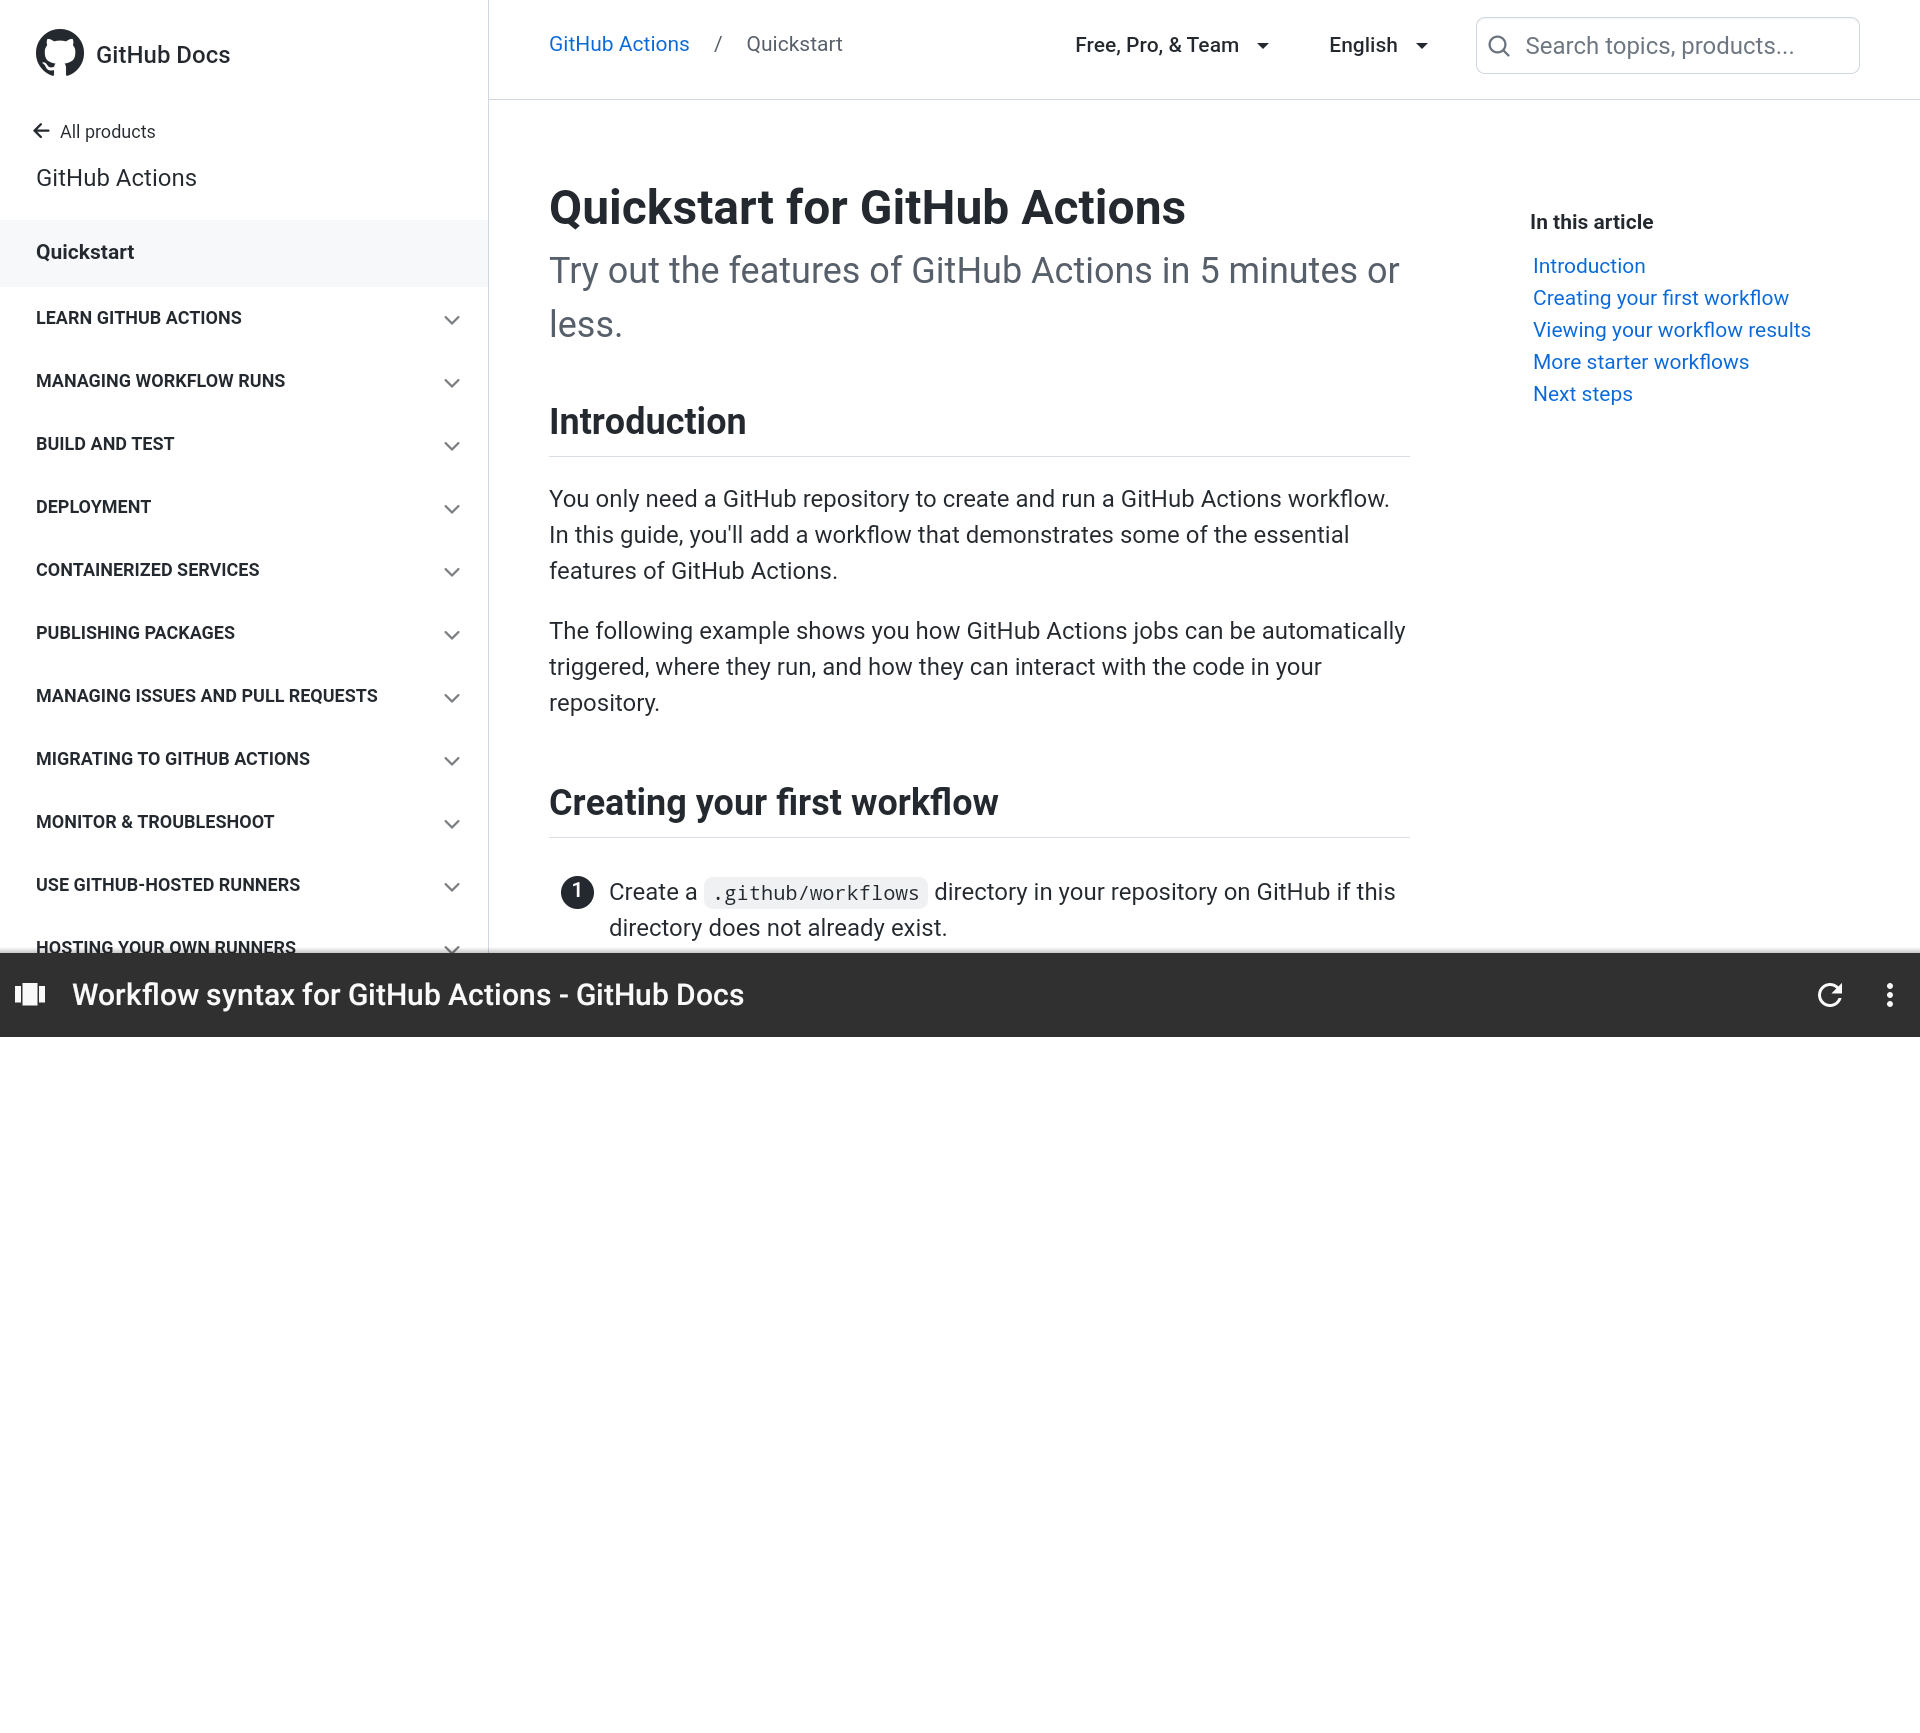 GitHub Docs
All products
GitHub Actions
Quickstart
LEARN GITHUB ACTIONS
MANAGING WORKFLOW RUNS
BUILD AND TEST
DEPLOYMENT
CONTAINERIZED SERVICES
PUBLISHING PACKAGES
MANAGING ISSUES AND PULL REQUESTS
MIGRATING TO GITHUB ACTIONS
MONITOR & TROUBLESHOOT
USE GITHUB-HOSTED RUNNERS
HOSTING YOUR OWN RUNNERS
GitHub Actions / Quickstart
Free, Pro, & Team
English
Search topics, products...
Quickstart for GitHub Actions
Try out the features of GitHub Actions in 5 minutes or
less.
Introduction
You only need a GitHub repository to create and run a GitHub Actions workflow.
In this guide, you'll add a workflow that demonstrates some of the essential
features of GitHub Actions.
The following example shows you how GitHub Actions jobs can be automatically
triggered, where they run, and how they can interact with the code in your
repository.
Creating your first workflow
1 Create a .github/workflows directory in your repository on GitHub if this
directory does not already exist.
In this article
Introduction
Creating your first workflow
Viewing your workflow results
More starter workflows
Next steps
Workflow syntax for GitHub Actions - GitHub Docs